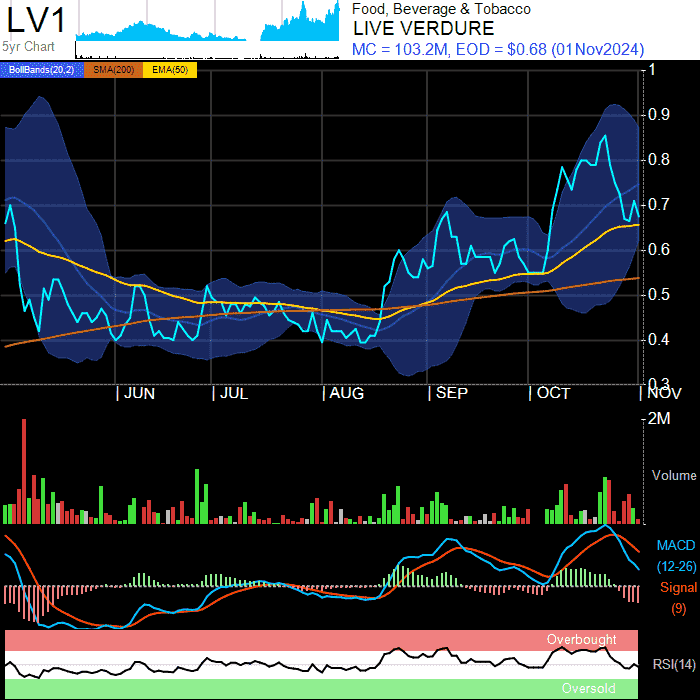 LV1
5yr Chart
Food, Beverage & Tobacco
LIVE VERDURE
MC = 103.2M, EOD = $0.68 (01Nov2024)
BollBands(20,2) SMA(200) EMA(50)
1
0.9
0.8
0.7
0.6
0.5
0.4
0.3
JUN JUL AUG SEP OCT NOV
2M
Volume
MACD
(12-26)
Signal
(9)
Overbought
RSI(14)
Oversold